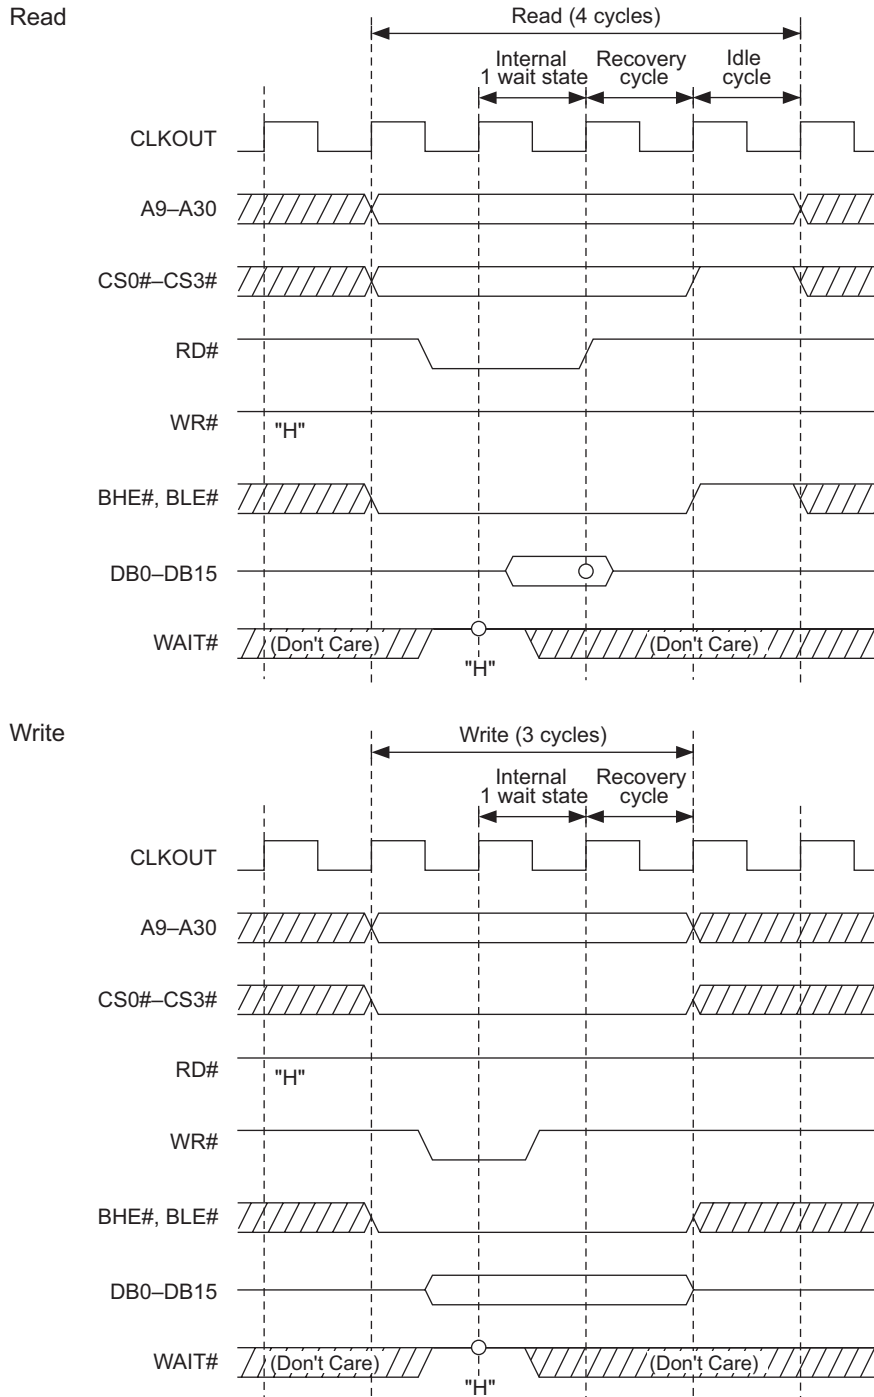 Read
Read (4 cycles)
Internal
1 wait state
Recovery
cycle
Idle
cycle
CLKOUT
A9–A30
CS0#–CS3#
RD#
WR#
"H"
BHE#, BLE#
DB0–DB15
WAIT#
(Don't Care)
(Don't Care)
"H"
Write
Write (3 cycles)
Internal
1 wait state
Recovery
cycle
CLKOUT
A9–A30
CS0#–CS3#
RD#
"H"
WR#
BHE#, BLE#
DB0–DB15
WAIT#
(Don't Care)
(Don't Care)
"H"